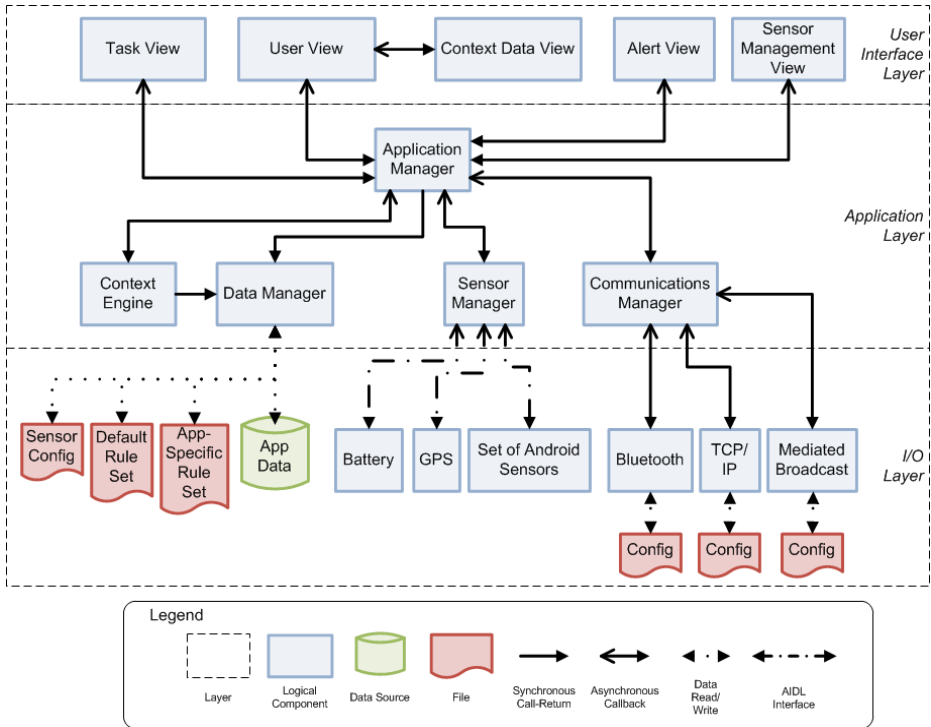 Task View
User View
Context Data View
Alert View
Sensor
Management
View
User
Interface
Layer
Application
Manager
Application
Layer
Context
Engine
Data Manager
Sensor
Manager
Communications
Manager
Sensor
Config
Default
Rule
Set
App-
Specific
Rule
Set
App
Data
Battery
GPS
Set of Android
Sensors
Bluetooth
TCP/
IP
Mediated
Broadcast
I/O
Layer
Config
Config
Config
Legend
Layer
Logical
Component
Data Source
File
Synchronous
Call-Return
Asynchronous
Callback
Data
Read/
Write
AIDL
Interface